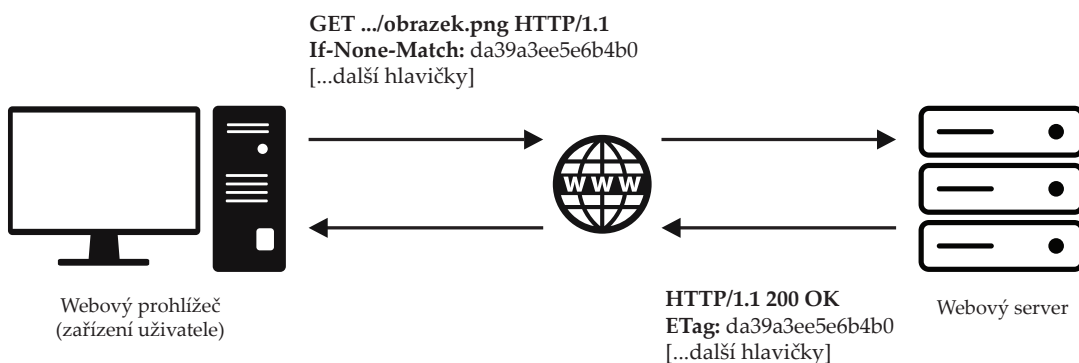 GET .../obrazek.png HTTP/1.1
If-None-Match: da39a3ee5e6b4b0
[...další hlavičky]
WWW
Webový prohlížeč
(zařízení uživatele)
HTTP/1.1 200 OK
ETag: da39a3ee5e6b4b0
[...další hlavičky]
Webový server